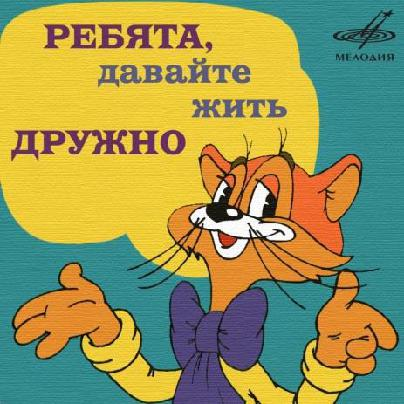 РЕБЯТА,
давайте
жить
ДРУЖНО
МЕЛОДИЯ